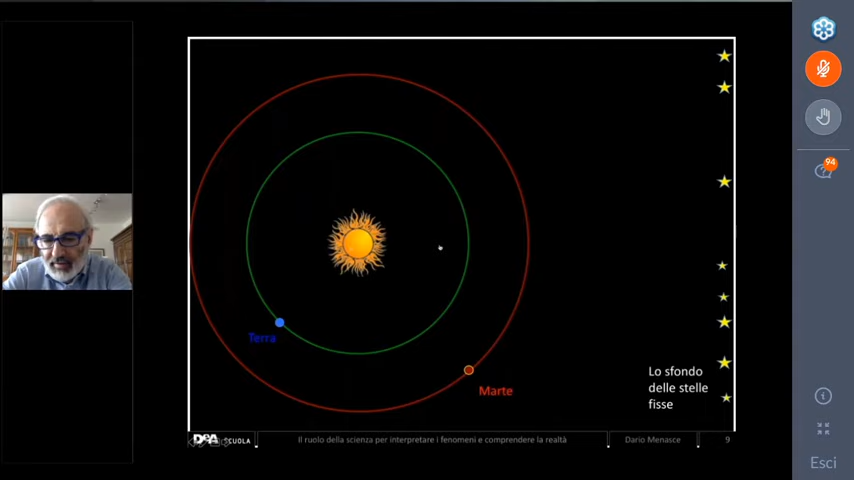 94
Terra
Marte
Lo sfondo
delle stelle
fisse
DeA SCUOLA
Il ruolo della scienza per interpretare i fenomeni e comprendere la realtà
Dario Menasce
9
Esci